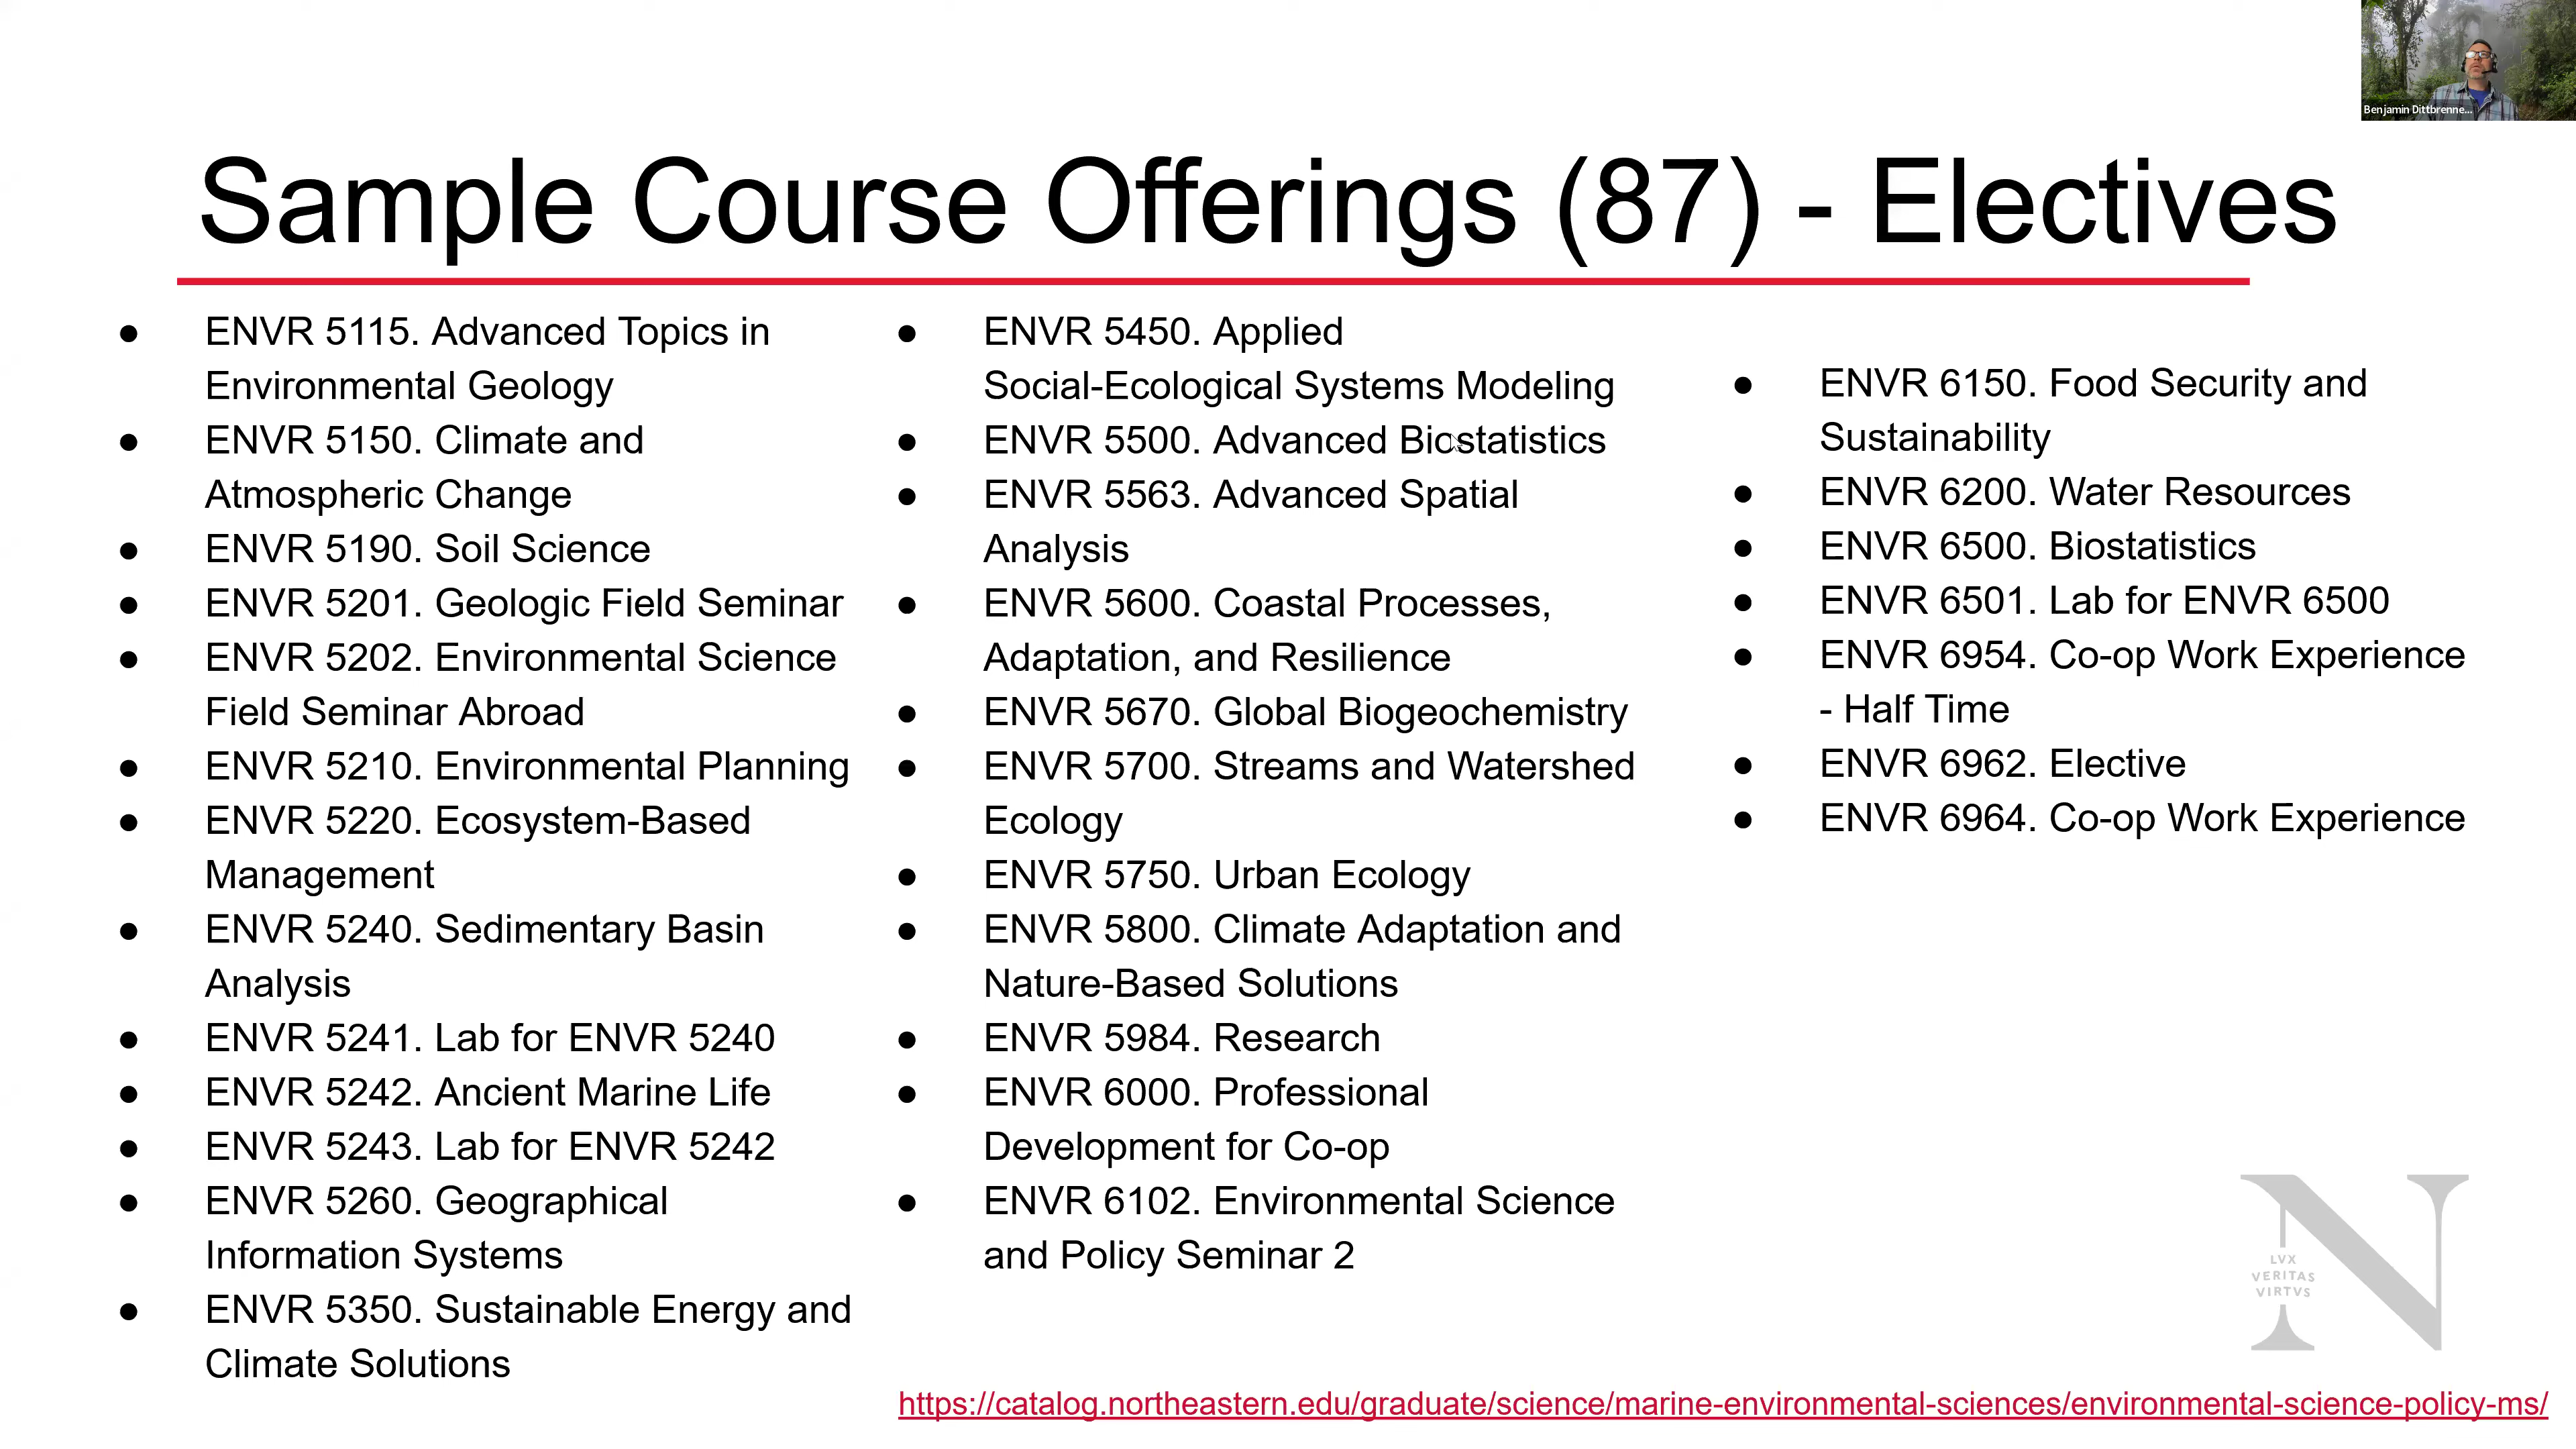 Benjamin Dittbrenne...
Sample Course Offerings (87) - Electives
● ENVR 5115. Advanced Topics in
Environmental Geology
● ENVR 5150. Climate and
Atmospheric Change
● ENVR 5190. Soil Science
● ENVR 5201. Geologic Field Seminar
● ENVR 5202. Environmental Science
Field Seminar Abroad
● ENVR 5210. Environmental Planning
● ENVR 5220. Ecosystem-Based
Management
● ENVR 5240. Sedimentary Basin
Analysis
● ENVR 5241. Lab for ENVR 5240
● ENVR 5242. Ancient Marine Life
● ENVR 5243. Lab for ENVR 5242
● ENVR 5260. Geographical
Information Systems
● ENVR 5350. Sustainable Energy and
Climate Solutions
● ENVR 5450. Applied
Social-Ecological Systems Modeling
● ENVR 5500. Advanced Biostatistics
● ENVR 5563. Advanced Spatial
Analysis
● ENVR 5600. Coastal Processes,
Adaptation, and Resilience
● ENVR 5670. Global Biogeochemistry
● ENVR 5700. Streams and Watershed
Ecology
● ENVR 5750. Urban Ecology
● ENVR 5800. Climate Adaptation and
Nature-Based Solutions
● ENVR 5984. Research
● ENVR 6000. Professional
Development for Co-op
● ENVR 6102. Environmental Science
and Policy Seminar 2
● ENVR 6150. Food Security and
Sustainability
● ENVR 6200. Water Resources
● ENVR 6500. Biostatistics
● ENVR 6501. Lab for ENVR 6500
● ENVR 6954. Co-op Work Experience
- Half Time
● ENVR 6962. Elective
● ENVR 6964. Co-op Work Experience
N
LVX
VERITAS
VIRTVS
https://catalog.northeastern.edu/graduate/science/marine-environmental-sciences/environmental-science-policy-ms/